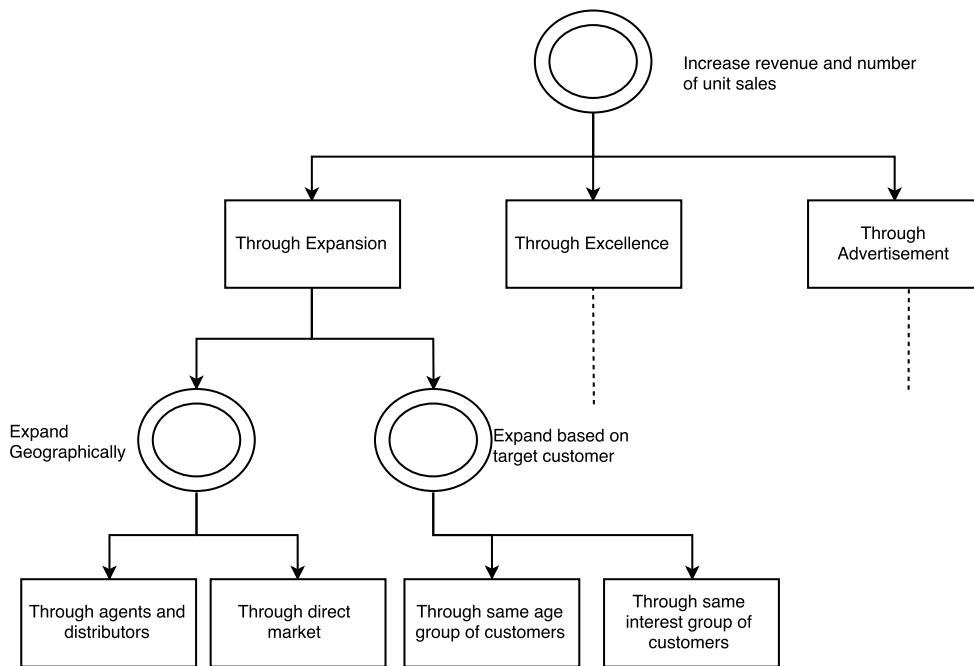 Increase revenue and number
of unit sales
Through Expansion
Through Excellence
Through
Advertisement
Expand
Geographically
Expand based on
target customer
Through agents and
distributors
Through direct
market
Through same age
group of customers
Through same
interest group of
customers